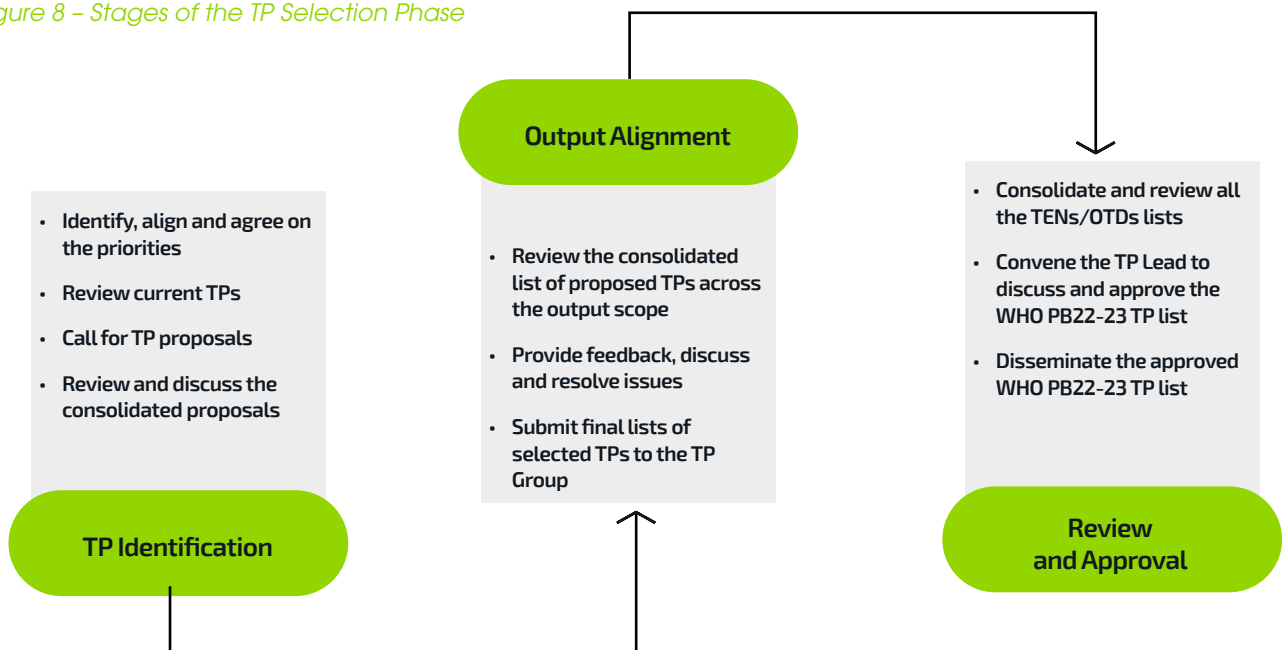 gure 8 – Stages of the TP Selection Phase
• Identify, align and agree on
the priorities
• Review current TPs
• Call for TP proposals
• Review and discuss the
consolidated proposals
TP Identification
Output Alignment
• Review the consolidated
list of proposed TPs across
the output scope
• Provide feedback, discuss
and resolve issues
• Submit final lists of
selected TPs to the TP
Group
• Consolidate and review all
the TENs/OTDs lists
• Convene the TP Lead to
discuss and approve the
WHO PB22-23 TP list
• Disseminate the approved
WHO PB22-23 TP list
Review
and Approval